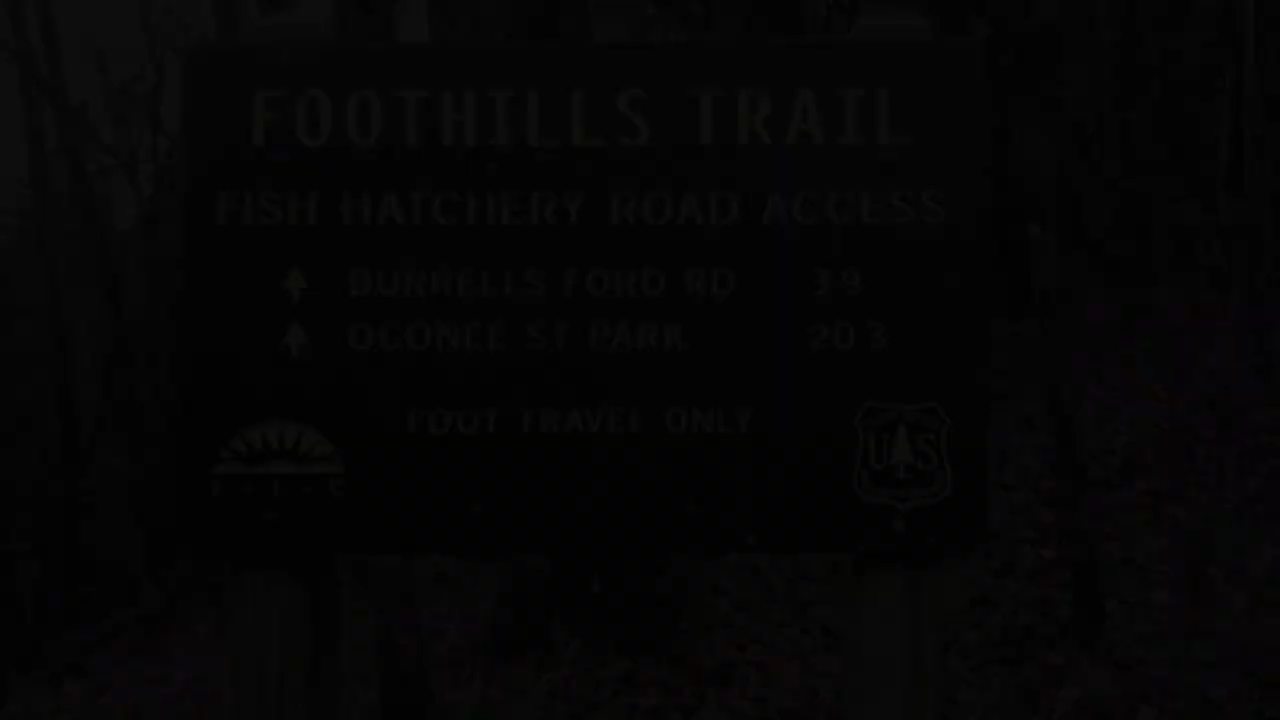 FOOTHILLS TRAIL
FISH HATCHERY ROAD ACCESS
BURRELLS FORD RD 3.9
OCONEE ST PARK 20.3
FOOT TRAVEL ONLY
US